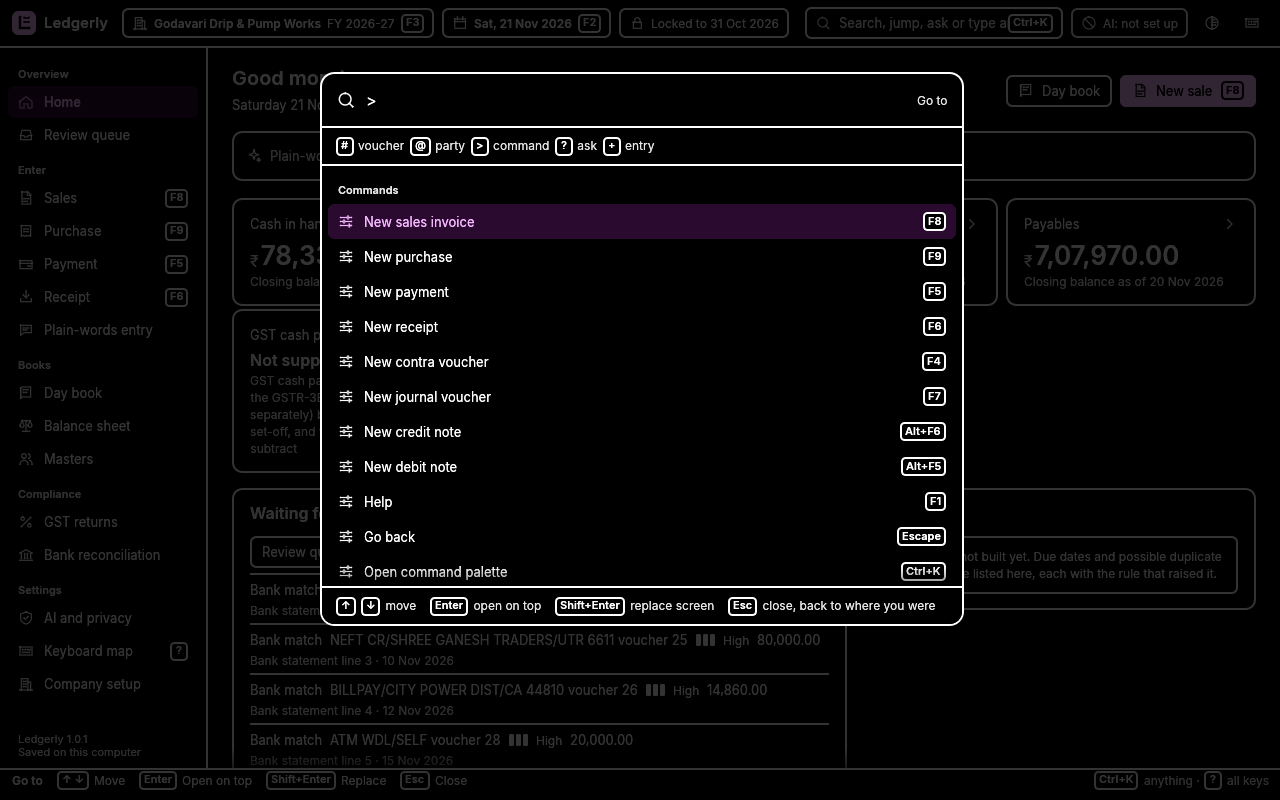 Ledgerly
Godavari Drip & Pump Works FY 2026-27 F3
Sat, 21 Nov 2026 F2
Locked to 31 Oct 2026
Search, jump, ask or type a Ctrl+K
AI: not set up
Overview
Home
Review queue
Enter
Sales F8
Purchase F9
Payment F5
Receipt F6
Plain-words entry
Books
Day book
Balance sheet
Masters
Compliance
GST returns
Bank reconciliation
Settings
AI and privacy
Keyboard map ?
Company setup
Ledgerly 1.0.1
Saved on this computer
Good mor
Saturday 21 No
Day book
New sale F8
Plain-wo
Cash in han
₹78,33
Closing bala
Payables
₹7,07,970.00
Closing balance as of 20 Nov 2026
GST cash p
Not supp
GST cash pa
the GSTR-3B
separately) b
set-off, and
subtract
Waiting f
Review qu
Bank match
Bank statem
not built yet. Due dates and possible duplicate
e listed here, each with the rule that raised it.
> Go to
# voucher @ party > command ? ask + entry
Commands
New sales invoice F8
New purchase F9
New payment F5
New receipt F6
New contra voucher F4
New journal voucher F7
New credit note Alt+F6
New debit note Alt+F5
Help F1
Go back Escape
Open command palette Ctrl+K
↑ ↓ move Enter open on top Shift+Enter replace screen Esc close, back to where you were
Bank match NEFT CR/SHREE GANESH TRADERS/UTR 6611 voucher 25 High 80,000.00
Bank statement line 3 · 10 Nov 2026
Bank match BILLPAY/CITY POWER DIST/CA 44810 voucher 26 High 14,860.00
Bank statement line 4 · 12 Nov 2026
Bank match ATM WDL/SELF voucher 28 High 20,000.00
Bank statement line 5 · 15 Nov 2026
Go to ↑↓ Move Enter Open on top Shift+Enter Replace Esc Close
Ctrl+K anything · ? all keys